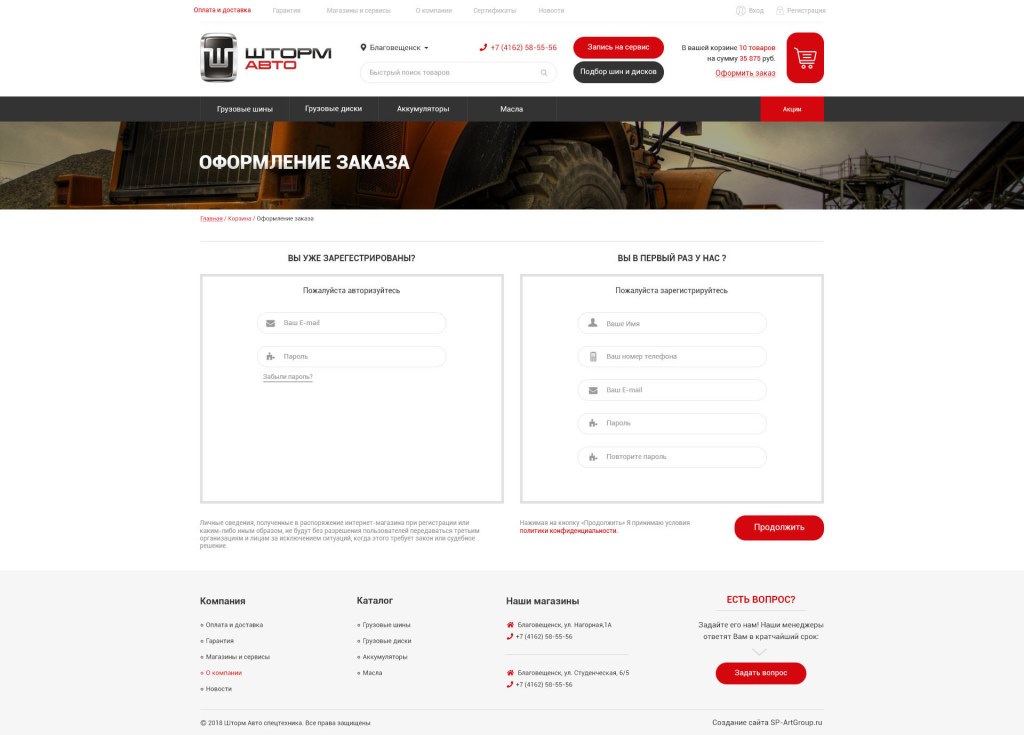 Оплата и доставка
Гарантия
Магазины и сервисы
О компании
Сертификаты
Новости
Вход
Регистрация
ШТОРМ
АВТО
Благовещенск
+7 (4162) 58-55-56
Быстрый поиск товаров
Запись на сервис
Подбор шин и дисков
В вашей корзине 10 товаров
на сумму 35 875 руб.
Оформить заказ
Грузовые шины
Грузовые диски
Аккумуляторы
Масла
Акции
ОФОРМЛЕНИЕ ЗАКАЗА
Главная / Корзина / Оформление заказа
ВЫ УЖЕ ЗАРЕГЕСТРИРОВАНЫ?
Пожалуйста авторизуйтесь
Ваш E-mail
Пароль
Забыли пароль?
ВЫ В ПЕРВЫЙ РАЗ У НАС ?
Пожалуйста зарегистрируйтесь
Ваше Имя
Ваш номер телефона
Ваш E-mail
Пароль
Повторите пароль
Личные сведения, полученные в распоряжение интернет-магазина при регистрации или
каким-либо иным образом, не будут без разрешения пользователей передаваться третьим
организациям и лицам за исключением ситуаций, когда этого требует закон или судебное
решение.
Нажимая на кнопку «Продолжить» Я принимаю условия
политики конфиденциальности.
Продолжить
Компания
» Оплата и доставка
» Гарантия
» Магазины и сервисы
» О компании
» Новости
Каталог
» Грузовые шины
» Грузовые диски
» Аккумуляторы
» Масла
Наши магазины
Благовещенск, ул. Нагорная,1А
+7 (4162) 58-55-56
Благовещенск, ул. Студенческая, 6/5
+7 (4162) 58-55-56
ЕСТЬ ВОПРОС?
Задайте его нам! Наши менеджеры
ответят Вам в кратчайший срок:
Задать вопрос
© 2018 Шторм Авто спецтехника. Все права защищены
Создание сайта SP-ArtGroup.ru